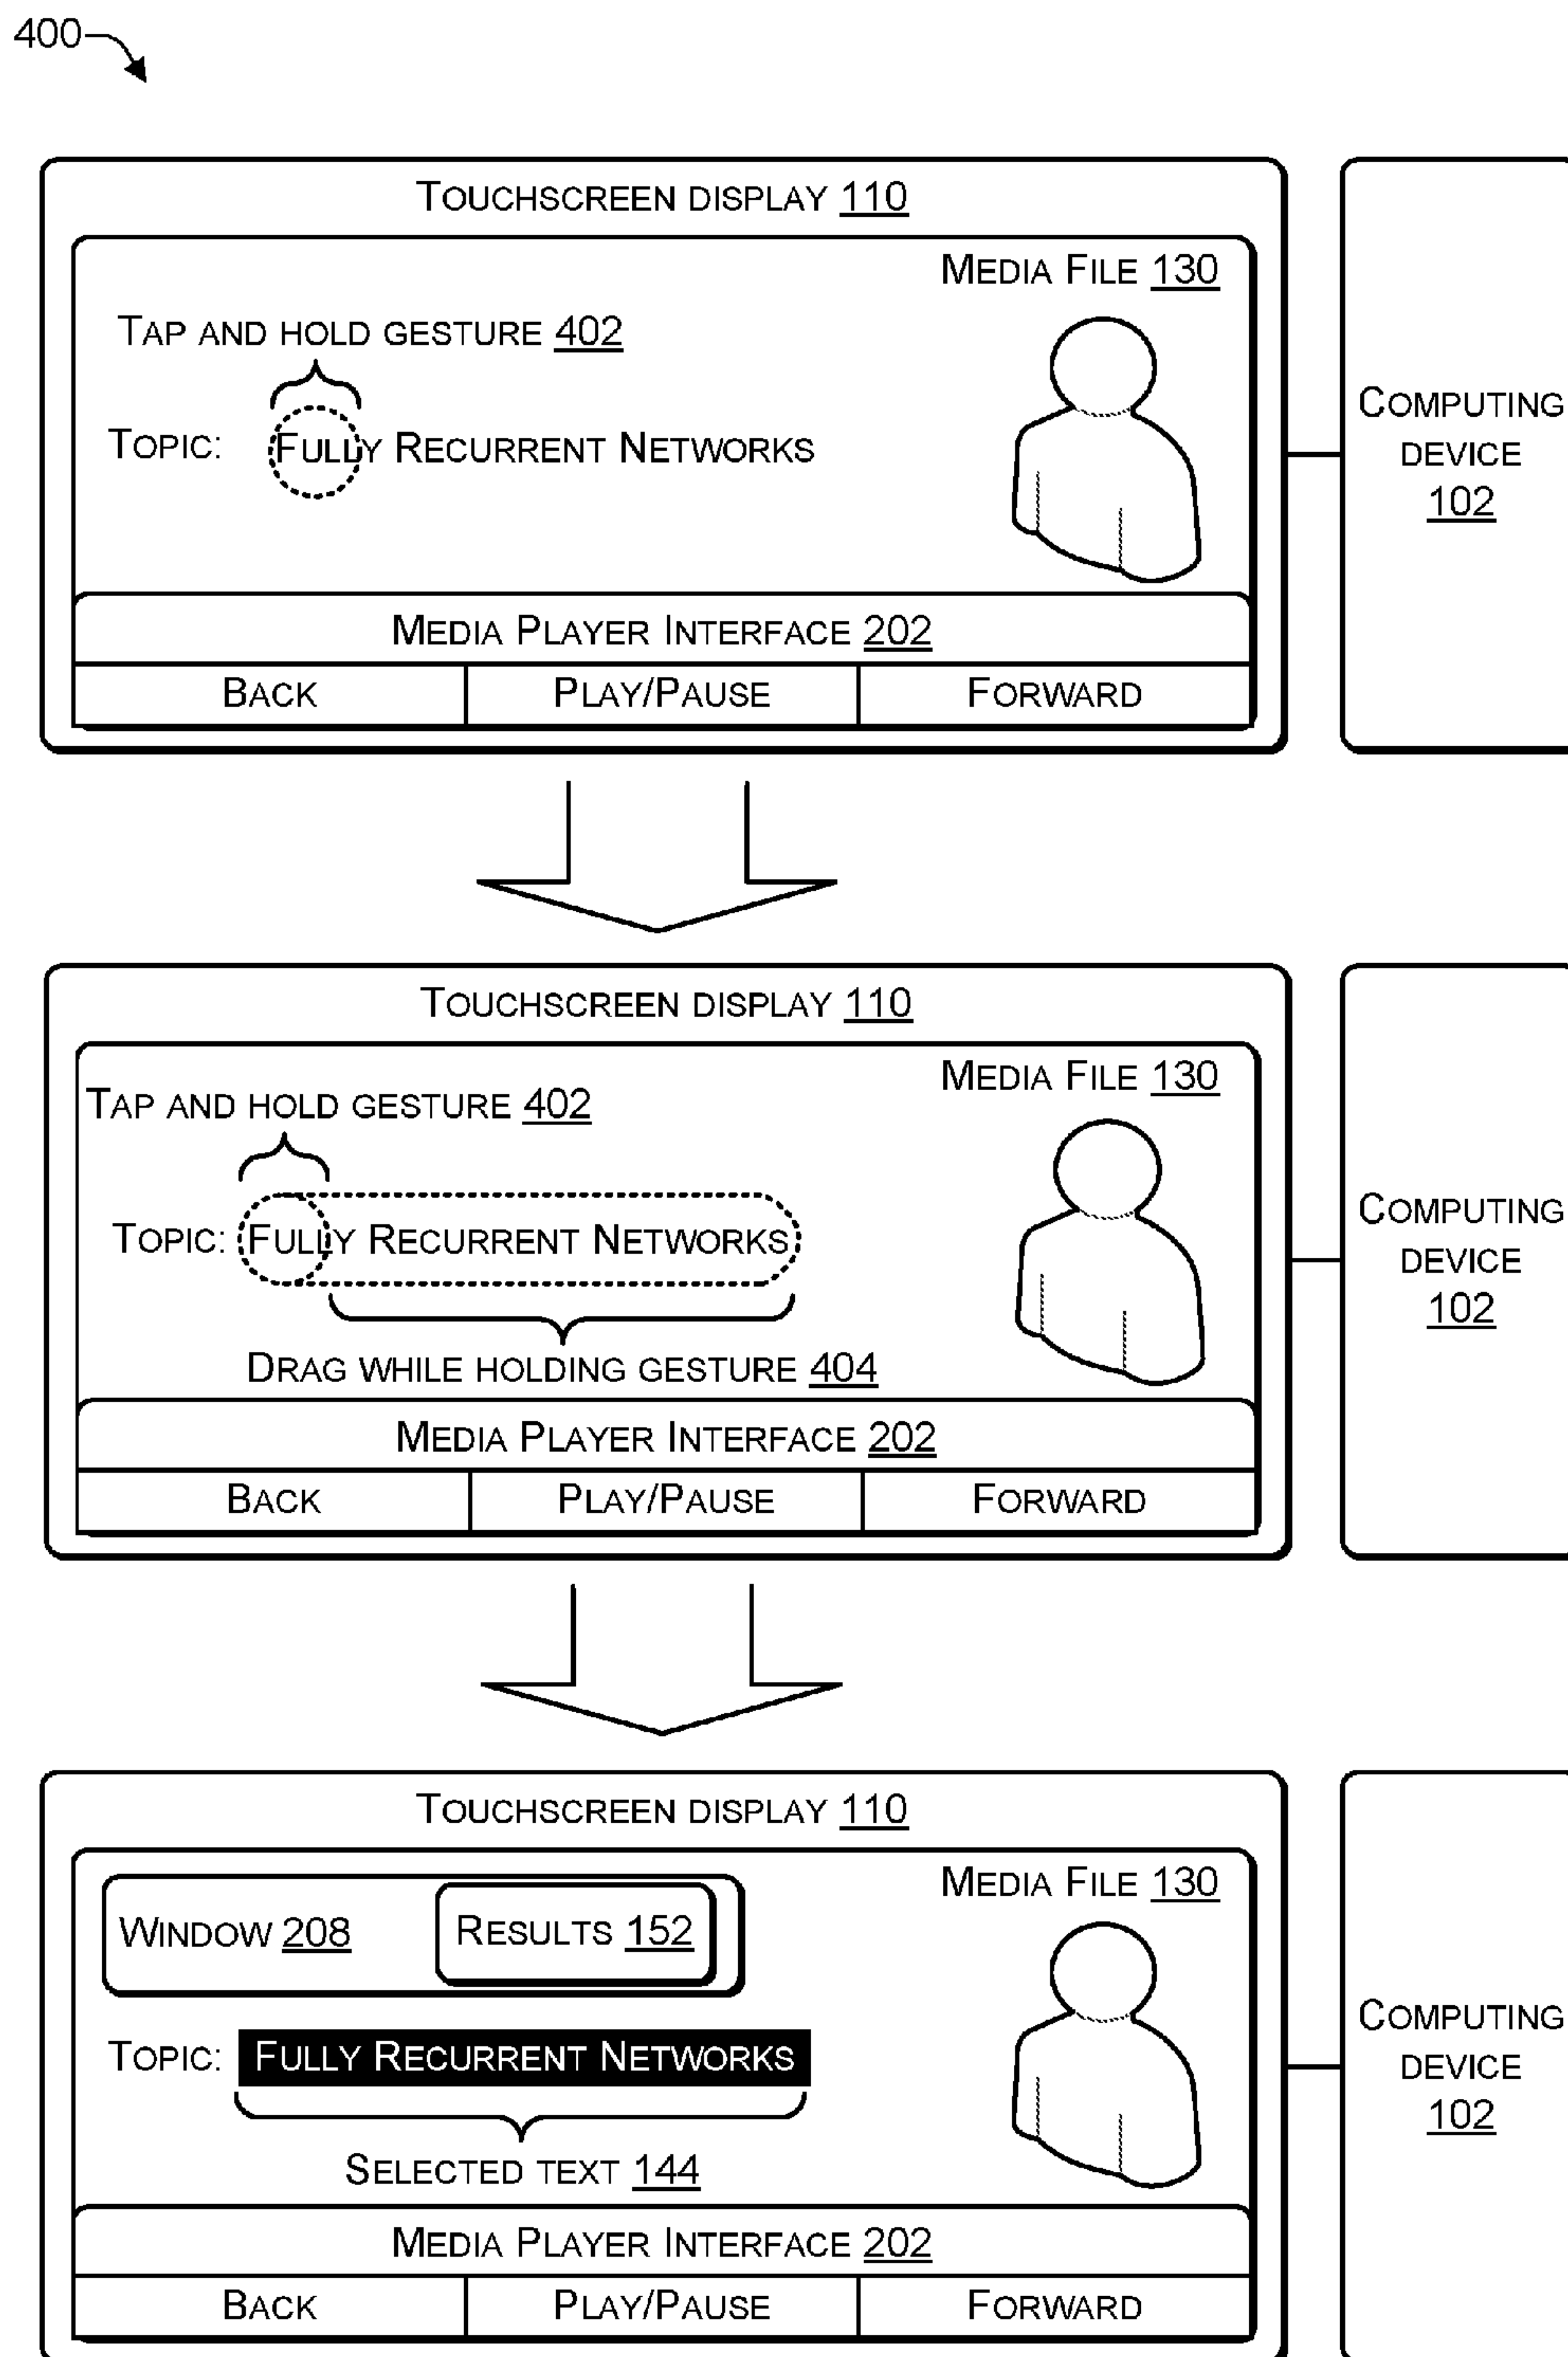 400
TOUCHSCREEN DISPLAY 110
MEDIA FILE 130
TAP AND HOLD GESTURE 402
TOPIC: FULLY RECURRENT NETWORKS
COMPUTING
DEVICE
102
MEDIA PLAYER INTERFACE 202
BACK PLAY/PAUSE FORWARD
TOUCHSCREEN DISPLAY 110
MEDIA FILE 130
TAP AND HOLD GESTURE 402
TOPIC: FULLY RECURRENT NETWORKS
DRAG WHILE HOLDING GESTURE 404
COMPUTING
DEVICE
102
MEDIA PLAYER INTERFACE 202
BACK PLAY/PAUSE FORWARD
TOUCHSCREEN DISPLAY 110
MEDIA FILE 130
WINDOW 208 RESULTS 152
TOPIC: FULLY RECURRENT NETWORKS
SELECTED TEXT 144
COMPUTING
DEVICE
102
MEDIA PLAYER INTERFACE 202
BACK PLAY/PAUSE FORWARD